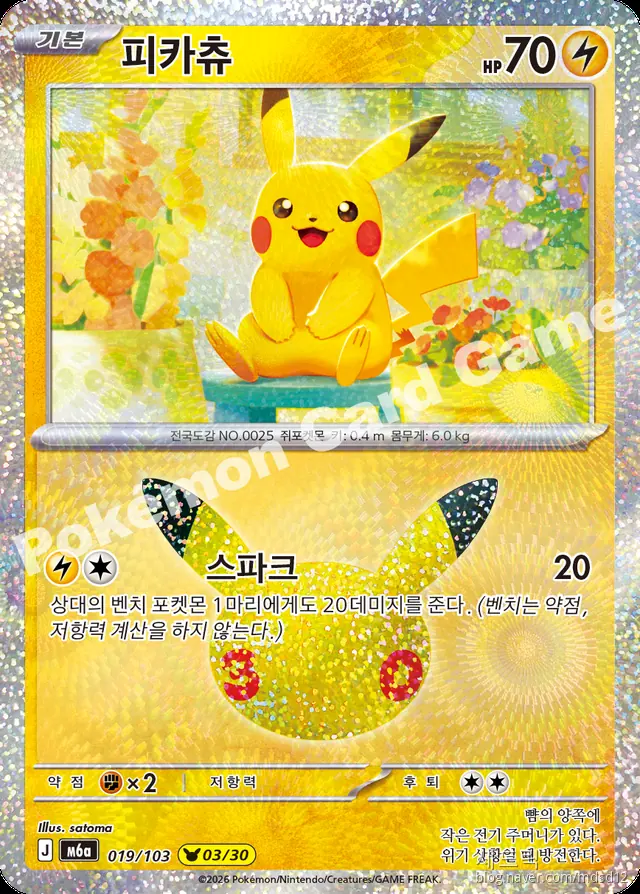 기본 피카츄 HP 70
전국도감 NO.0025 쥐포켓몬 키: 0.4 m 몸무게: 6.0 kg
Pokémon Card Game
스파크 20
상대의 벤치 포켓몬 1마리에게도 20데미지를 준다. (벤치는 약점,
저항력 계산을 하지 않는다.)
30
약점 ×2 저항력 후퇴
Illus. satoma
J M6a 019/103 03/30
뺨의 양쪽에
작은 전기 주머니가 있다.
위기 상황일 때 방전한다.
©2026 Pokémon/Nintendo/Creatures/GAME FREAK.